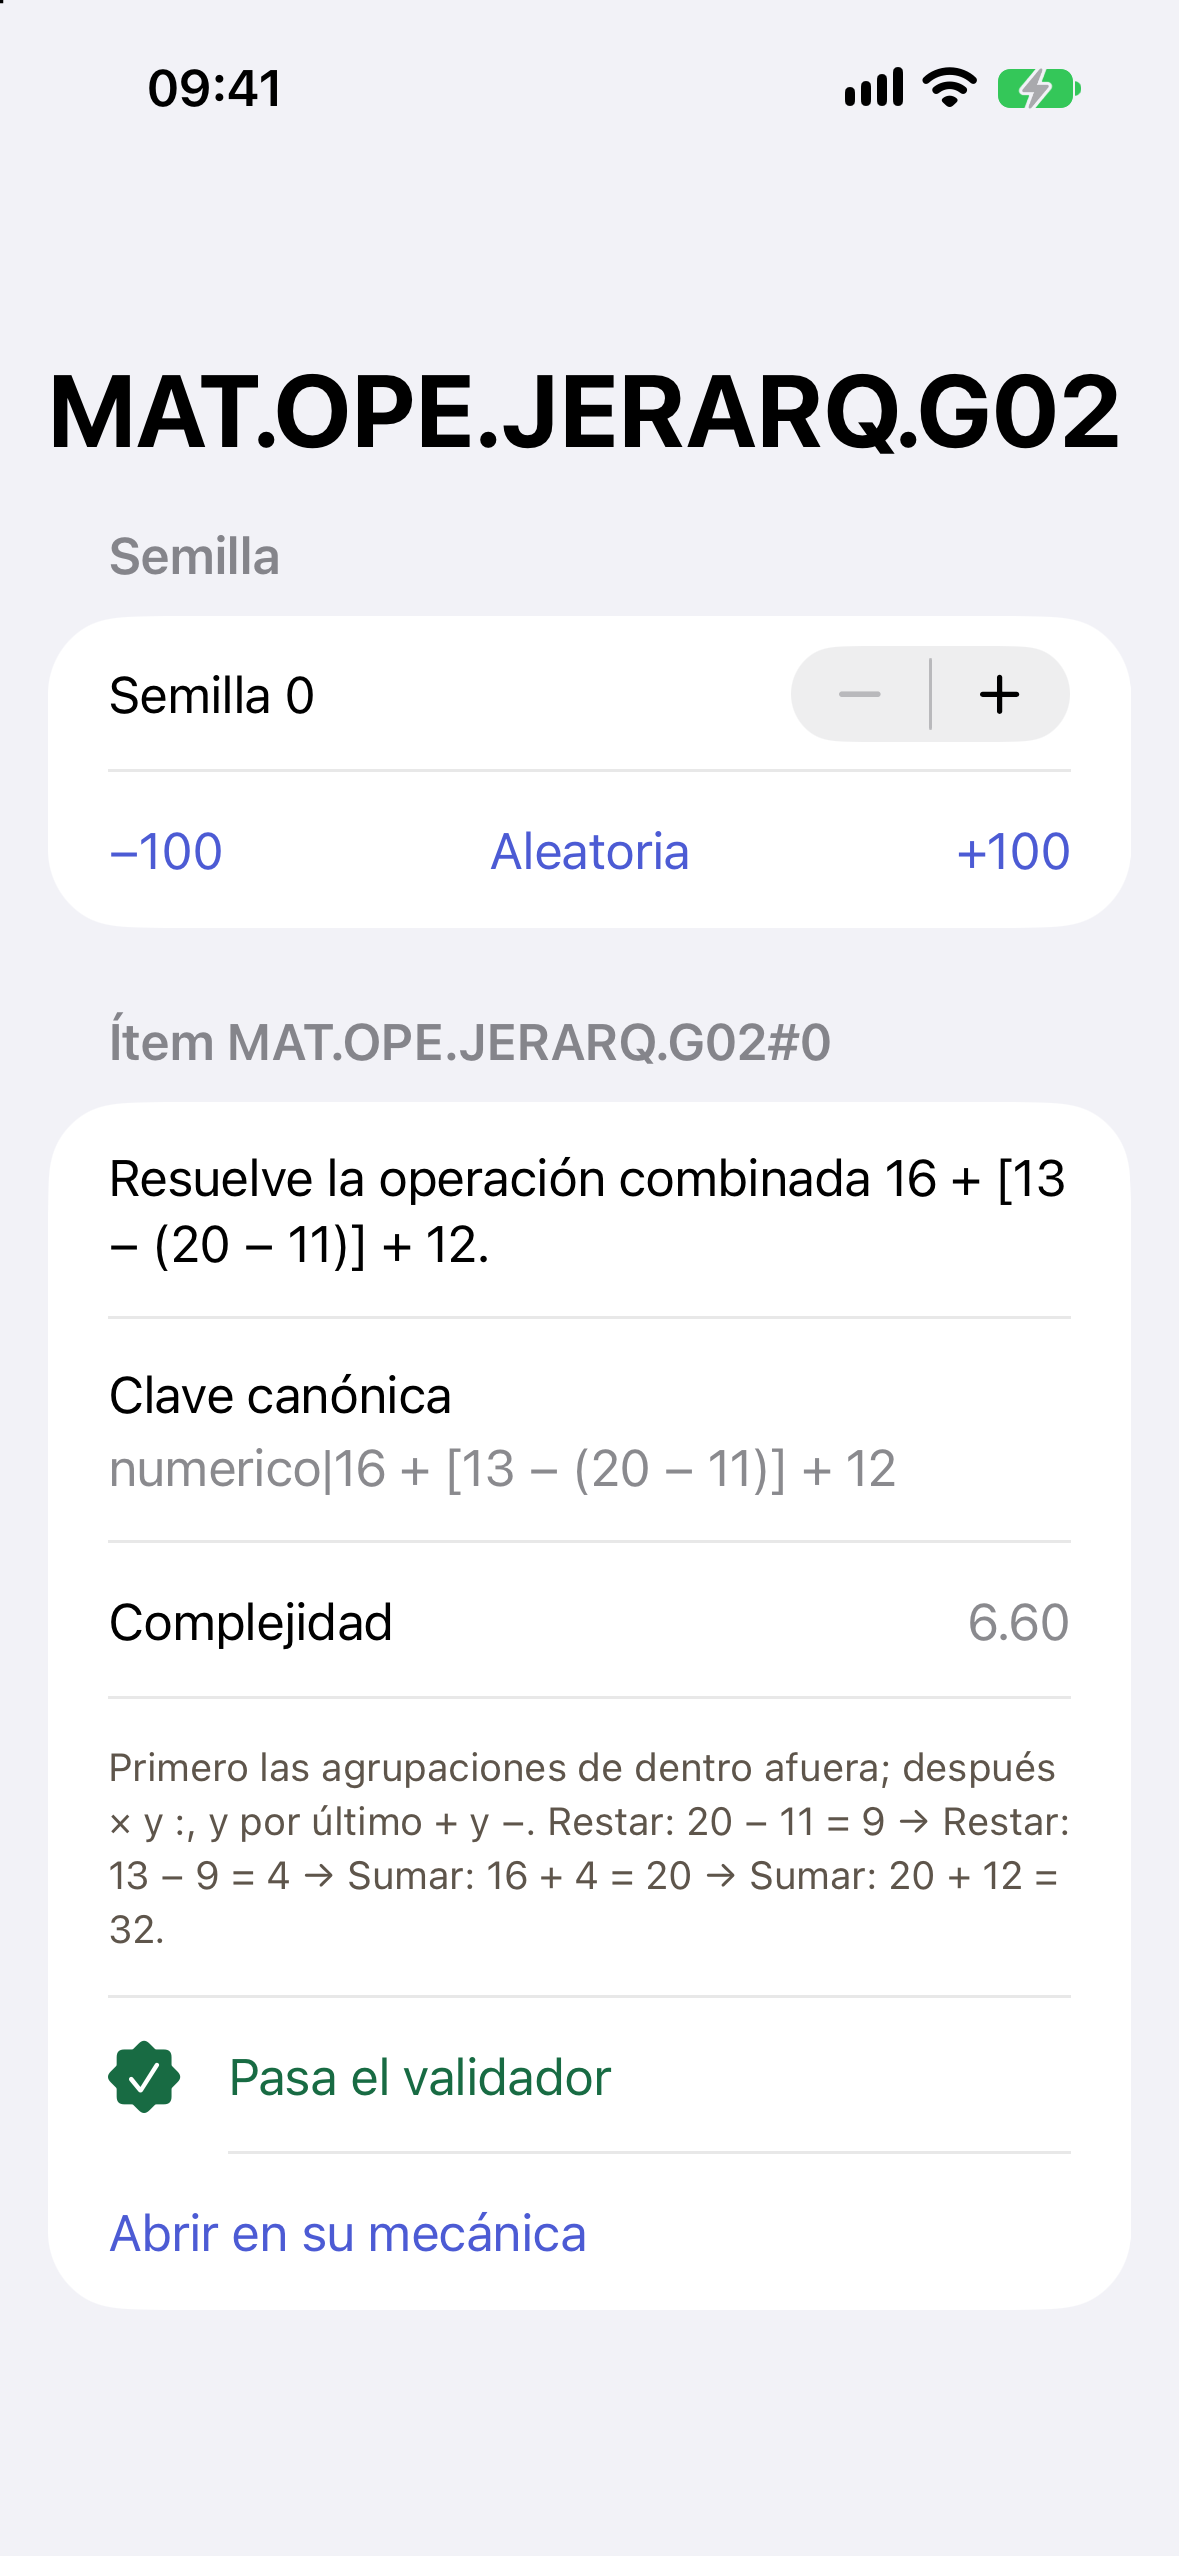 09:41
MAT.OPE.JERARQ.G02
Semilla
Semilla 0
− | +
–100 Aleatoria +100
Ítem MAT.OPE.JERARQ.G02#0
Resuelve la operación combinada 16 + [13
– (20 – 11)] + 12.
Clave canónica
numerico|16 + [13 – (20 – 11)] + 12
Complejidad 6.60
Primero las agrupaciones de dentro afuera; después
× y :, y por último + y −. Restar: 20 – 11 = 9 → Restar:
13 – 9 = 4 → Sumar: 16 + 4 = 20 → Sumar: 20 + 12 =
32.
Pasa el validador
Abrir en su mecánica